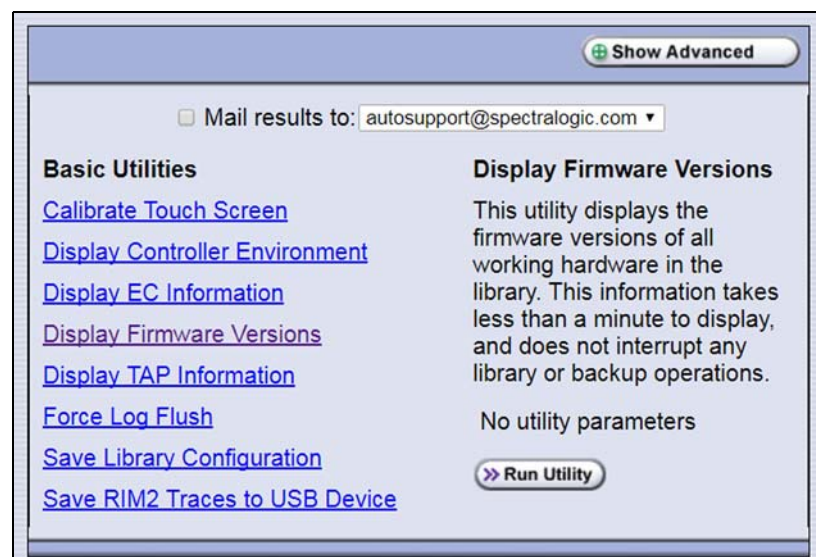 Show Advanced
Mail results to: autosupport@spectralogic.com
Basic Utilities
Calibrate Touch Screen
Display Controller Environment
Display EC Information
Display Firmware Versions
Display TAP Information
Force Log Flush
Save Library Configuration
Save RIM2 Traces to USB Device
Display Firmware Versions
This utility displays the
firmware versions of all
working hardware in the
library. This information takes
less than a minute to display,
and does not interrupt any
library or backup operations.
No utility parameters
Run Utility